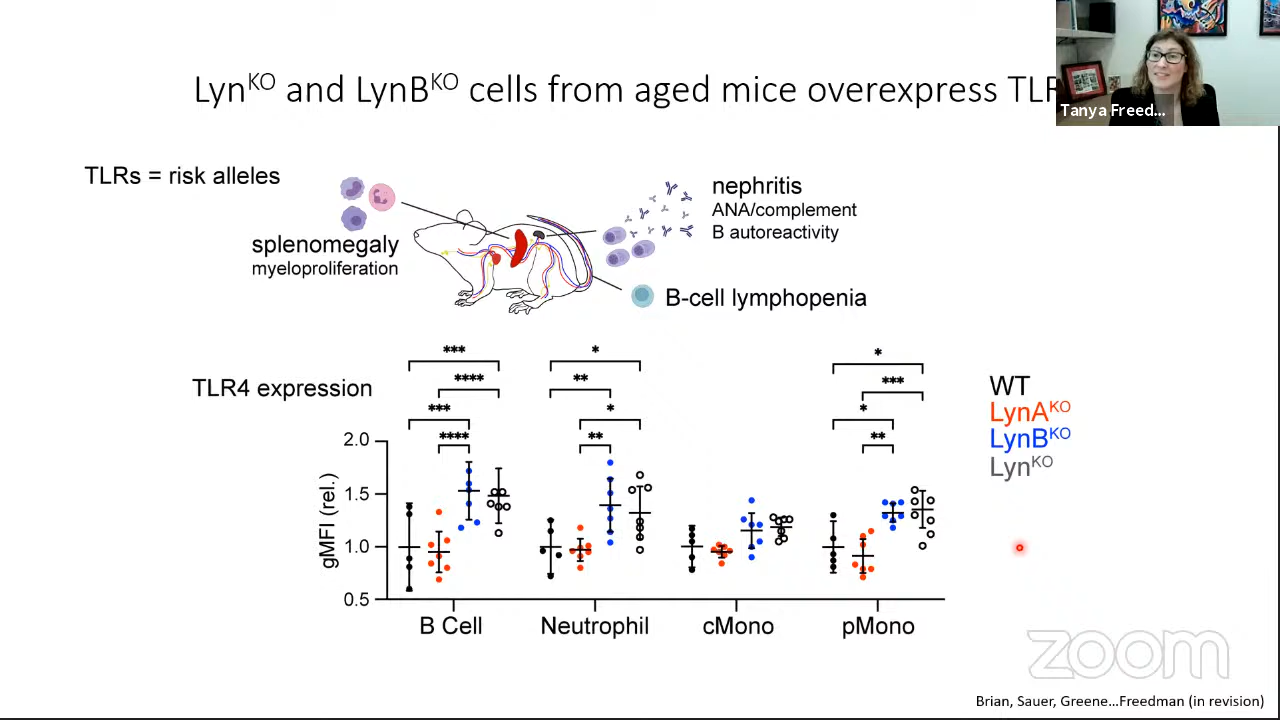 Lyn^KO and LynB^KO cells from aged mice overexpress TLR
Tanya Freed...
TLRs = risk alleles
splenomegaly
myeloproliferation
nephritis
ANA/complement
B autoreactivity
B-cell lymphopenia
TLR4 expression
*** * *
**** ** ***
*** * *
**** ** **
2.0
1.5
1.0
0.5
gMFI (rel.)
B Cell Neutrophil cMono pMono
WT
LynA^KO
LynB^KO
Lyn^KO
zoom
Brian, Sauer, Greene...Freedman (in revision)